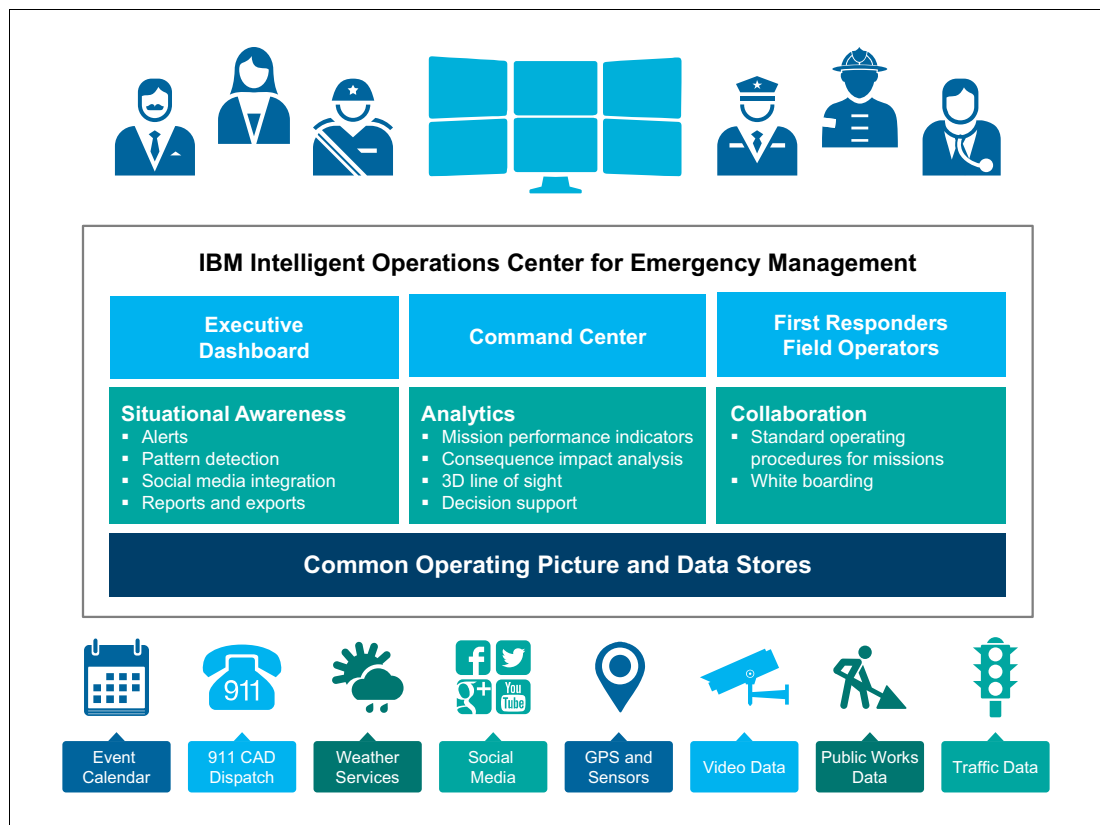 IBM Intelligent Operations Center for Emergency Management
Executive
Dashboard
Command Center
First Responders
Field Operators
Situational Awareness
▪ Alerts
▪ Pattern detection
▪ Social media integration
▪ Reports and exports
Analytics
▪ Mission performance indicators
▪ Consequence impact analysis
▪ 3D line of sight
▪ Decision support
Collaboration
▪ Standard operating
procedures for missions
▪ White boarding
Common Operating Picture and Data Stores
911
f
g+
You
Tube
Event
Calendar
911 CAD
Dispatch
Weather
Services
Social
Media
GPS and
Sensors
Video Data
Public Works
Data
Traffic Data